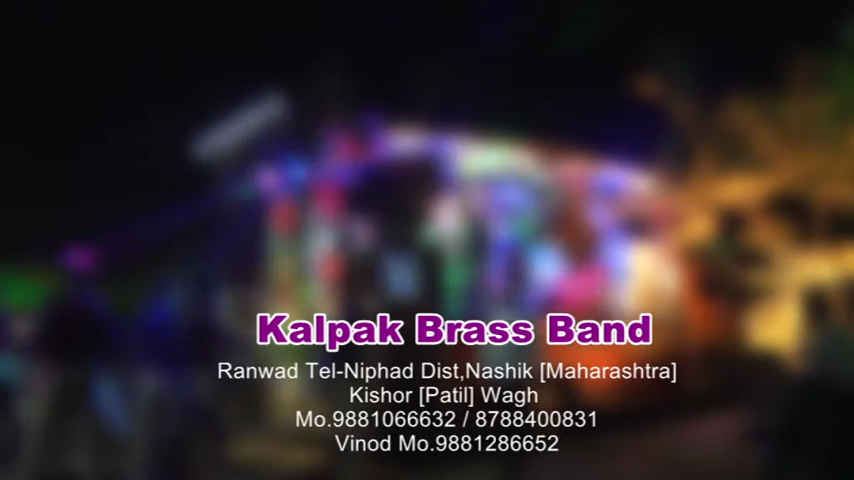 Kalpak Brass Band
Ranwad Tel-Niphad Dist,Nashik [Maharashtra]
Kishor [Patil] Wagh
Mo.9881066632 / 8788400831
Vinod Mo.9881286652